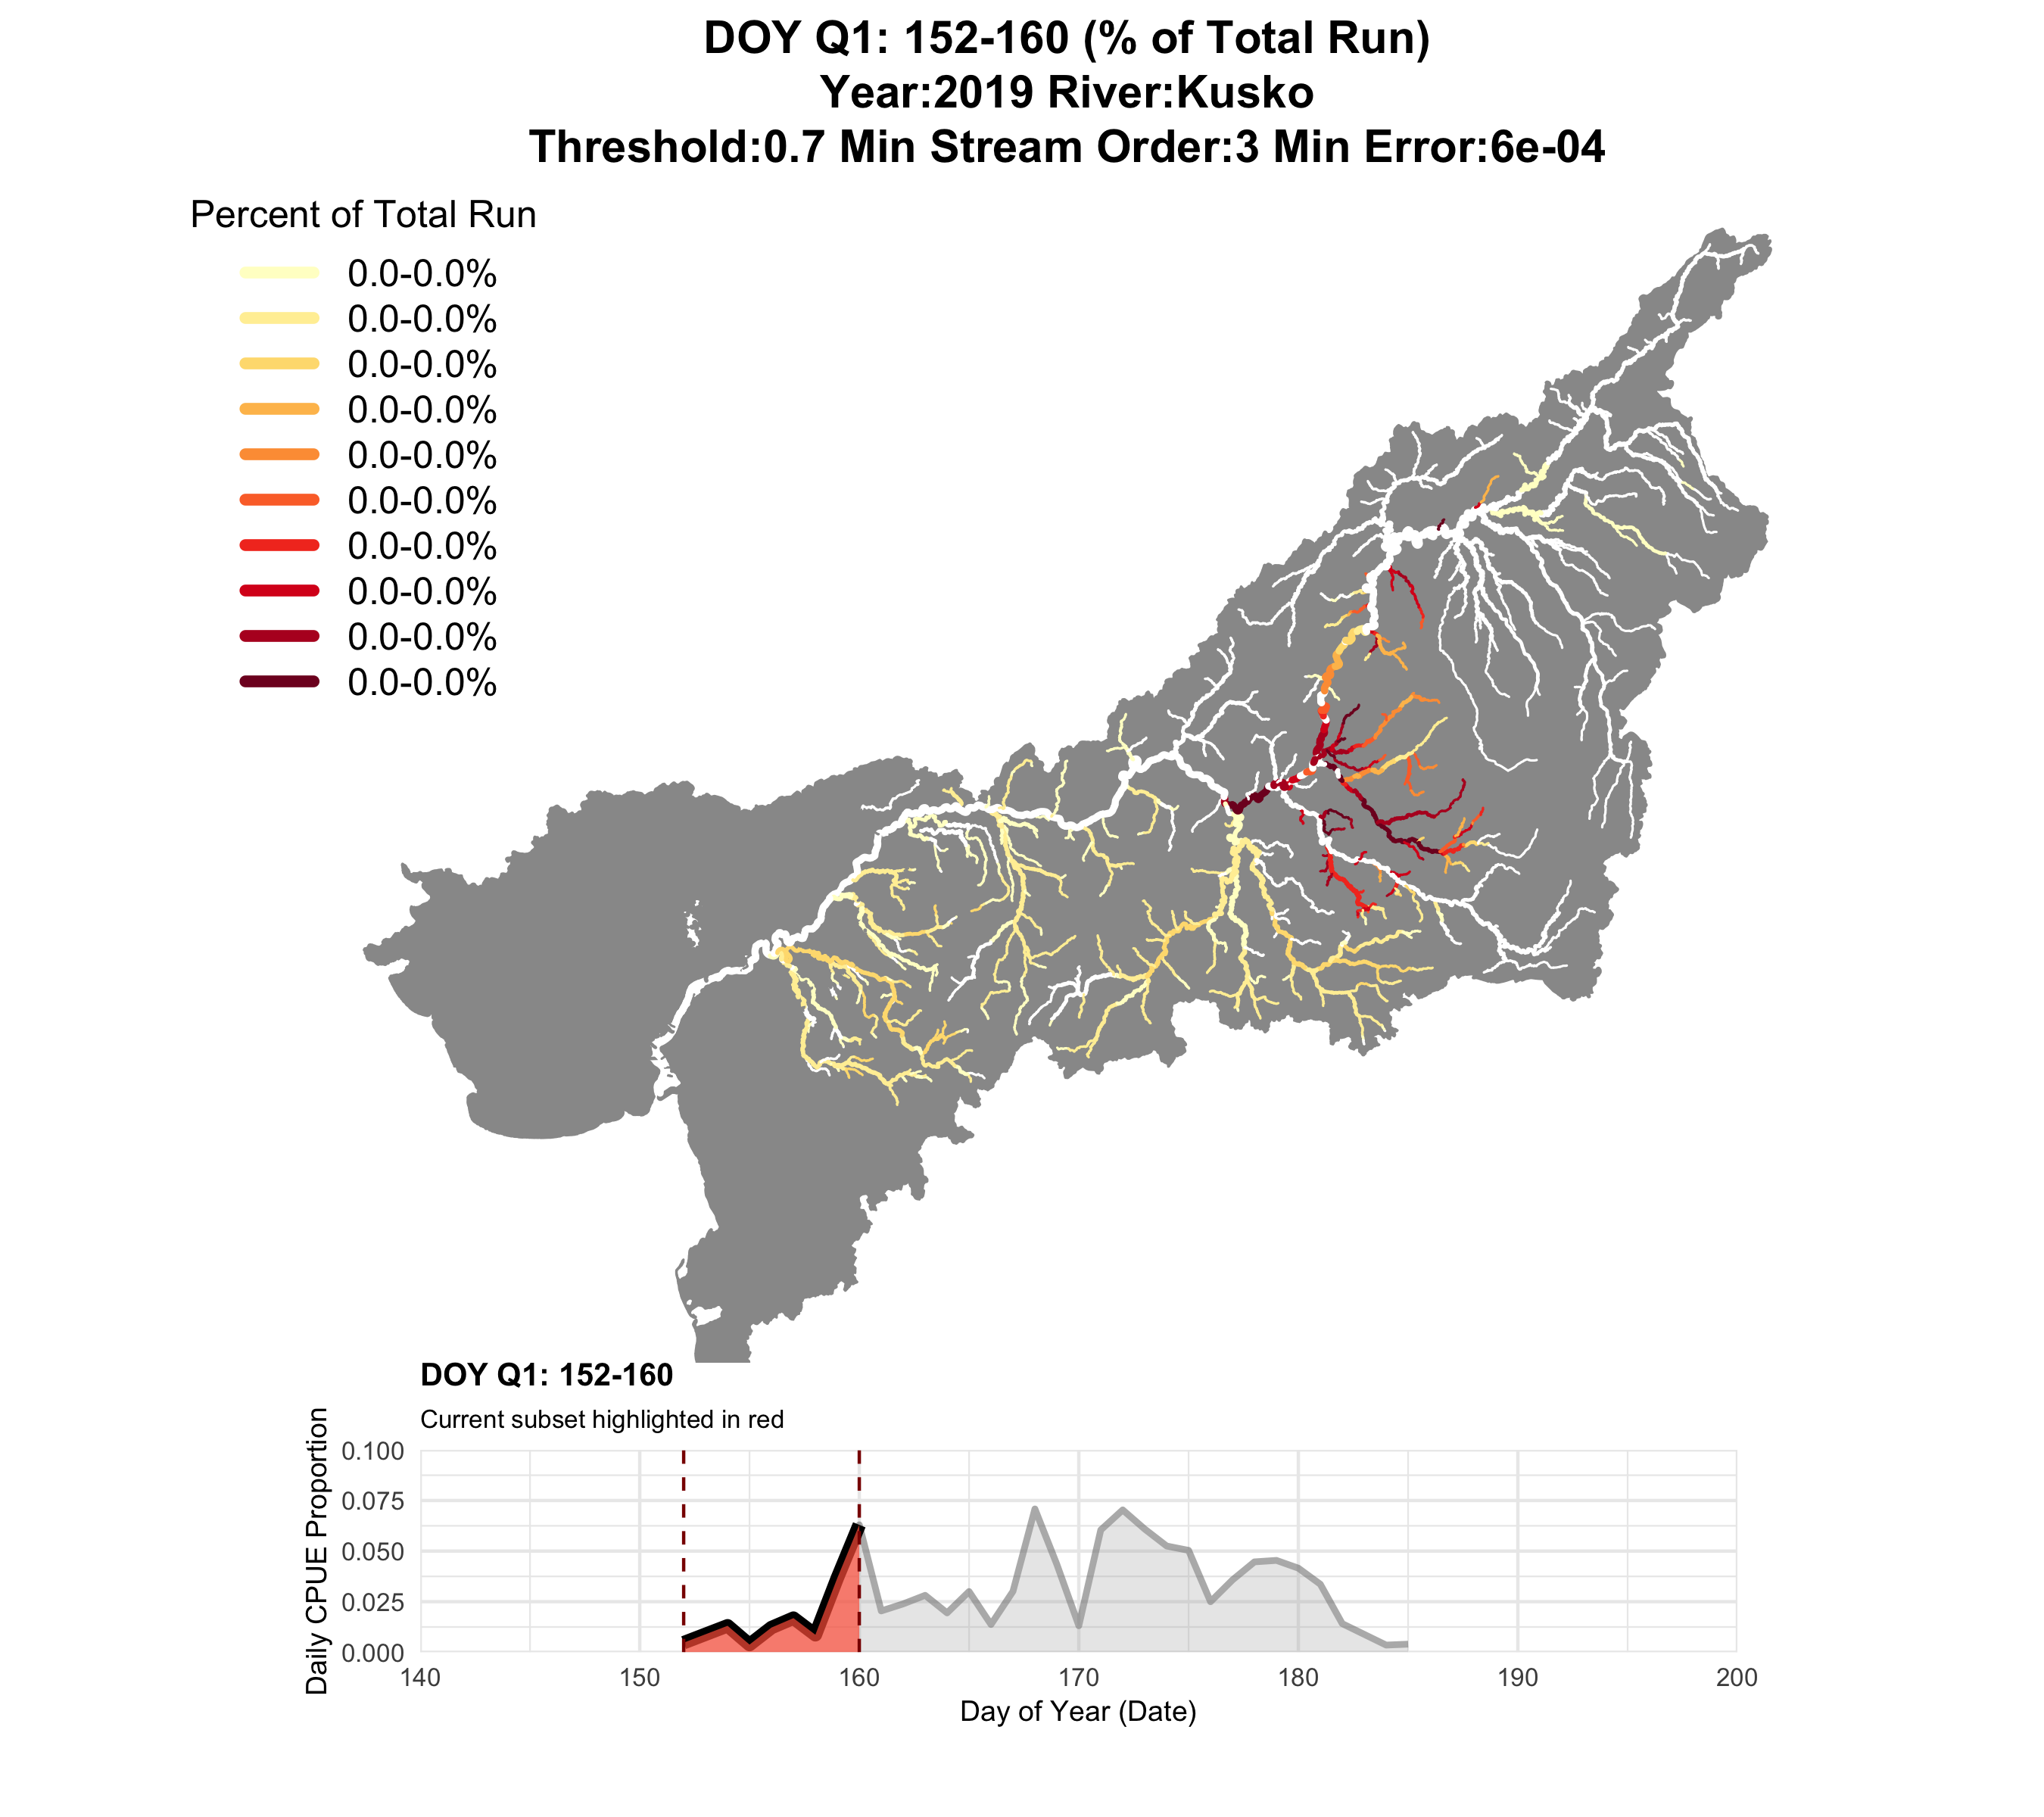 DOY Q1: 152-160 (% of Total Run)
Year:2019 River:Kusko
Threshold:0.7 Min Stream Order:3 Min Error:6e-04
Percent of Total Run
0.0-0.0%
0.0-0.0%
0.0-0.0%
0.0-0.0%
0.0-0.0%
0.0-0.0%
0.0-0.0%
0.0-0.0%
0.0-0.0%
0.0-0.0%
DOY Q1: 152-160
Current subset highlighted in red
Daily CPUE Proportion
0.100
0.075
0.050
0.025
0.000
140 150 160 170 180 190 200
Day of Year (Date)